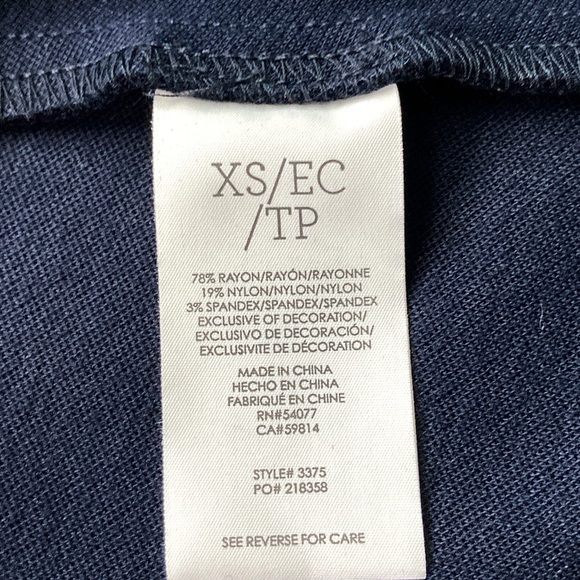 XS/EC
/TP
78% RAYON/RAYÓN/RAYONNE
19% NYLON/NYLON/NYLON
3% SPANDEX/SPANDEX/SPANDEX
EXCLUSIVE OF DECORATION/
EXCLUSIVO DE DECORACIÓN/
EXCLUSIVITE DE DÉCORATION
MADE IN CHINA
HECHO EN CHINA
FABRIQUÉ EN CHINE
RN#54077
CA#59814
STYLE# 3375
PO# 218358
SEE REVERSE FOR CARE